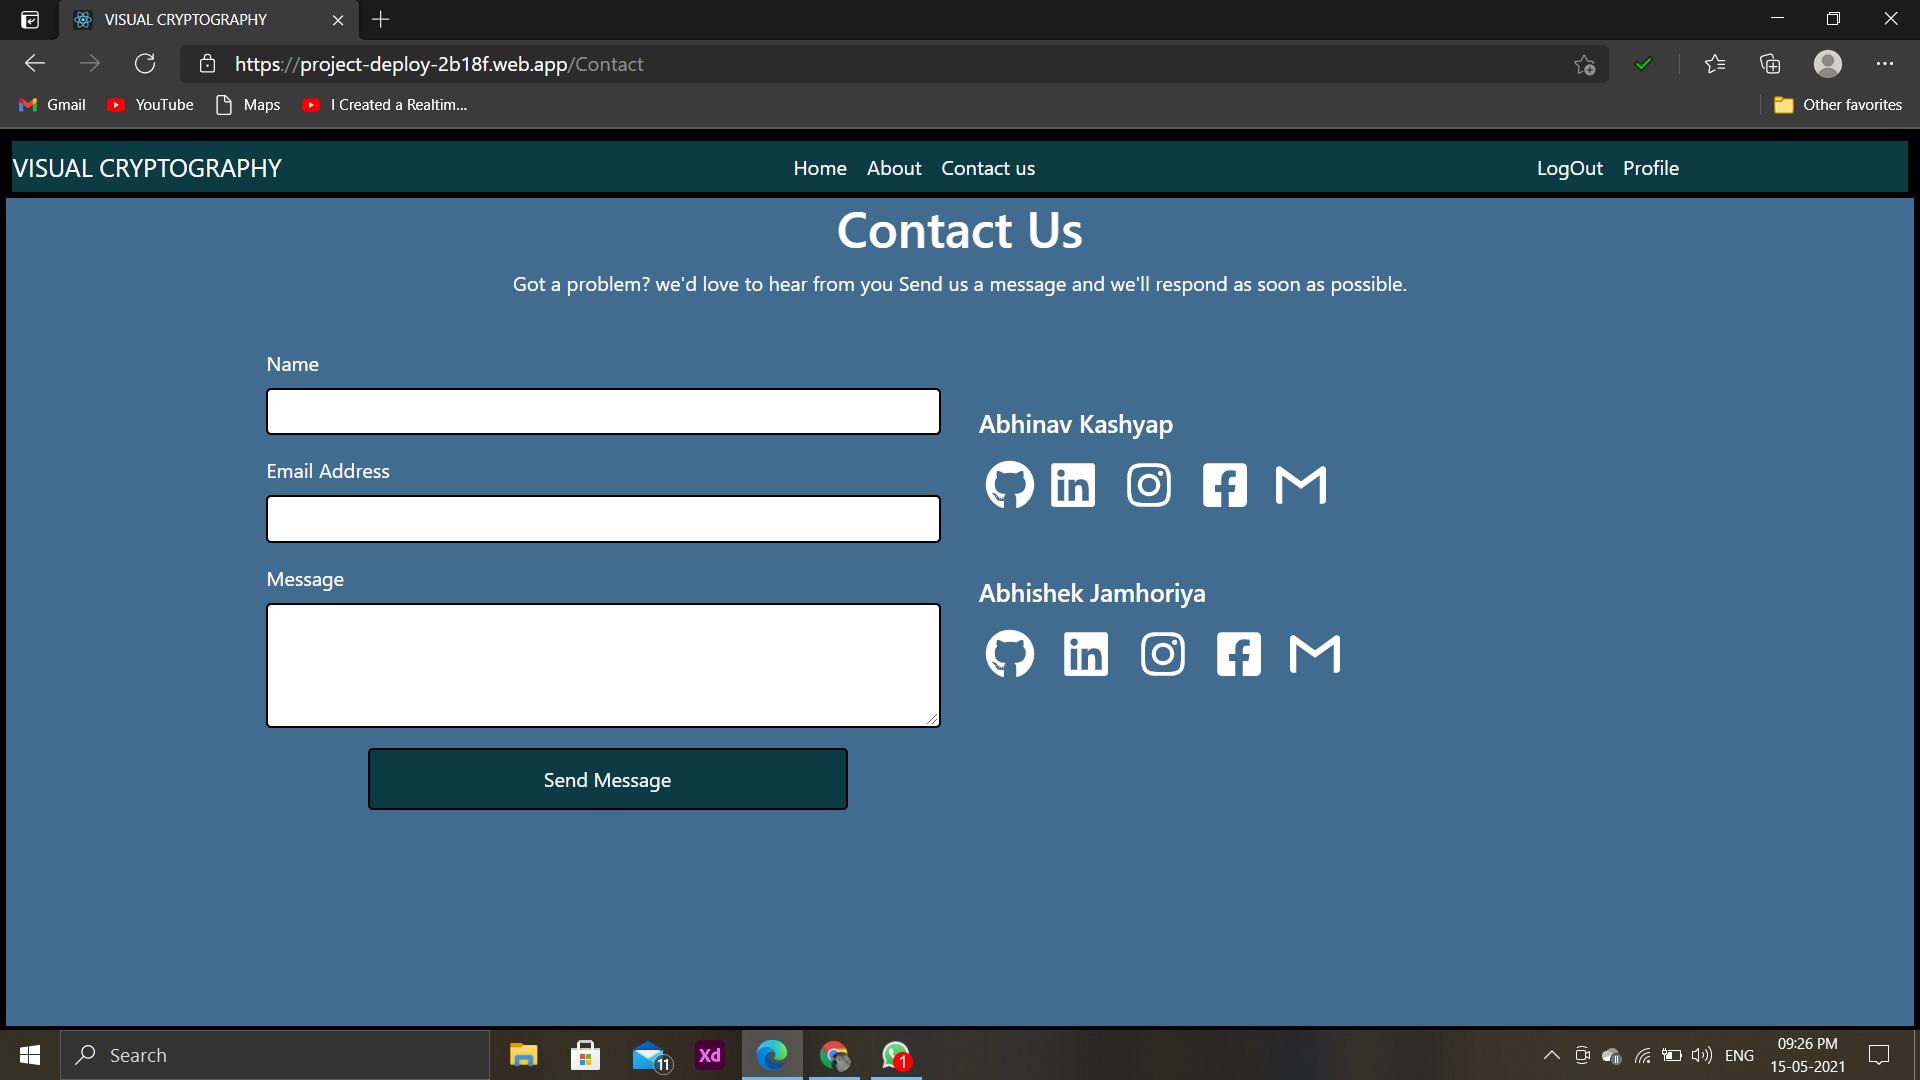 VISUAL CRYPTOGRAPHY
https://project-deploy-2b18f.web.app/Contact
Gmail YouTube Maps I Created a Realtim... Other favorites
VISUAL CRYPTOGRAPHY Home About Contact us LogOut Profile
Contact Us
Got a problem? we'd love to hear from you Send us a message and we'll respond as soon as possible.
Name
Abhinav Kashyap
Email Address
Message
Abhishek Jamhoriya
Send Message
Search Xd 11 1 ENG 09:26 PM
15-05-2021